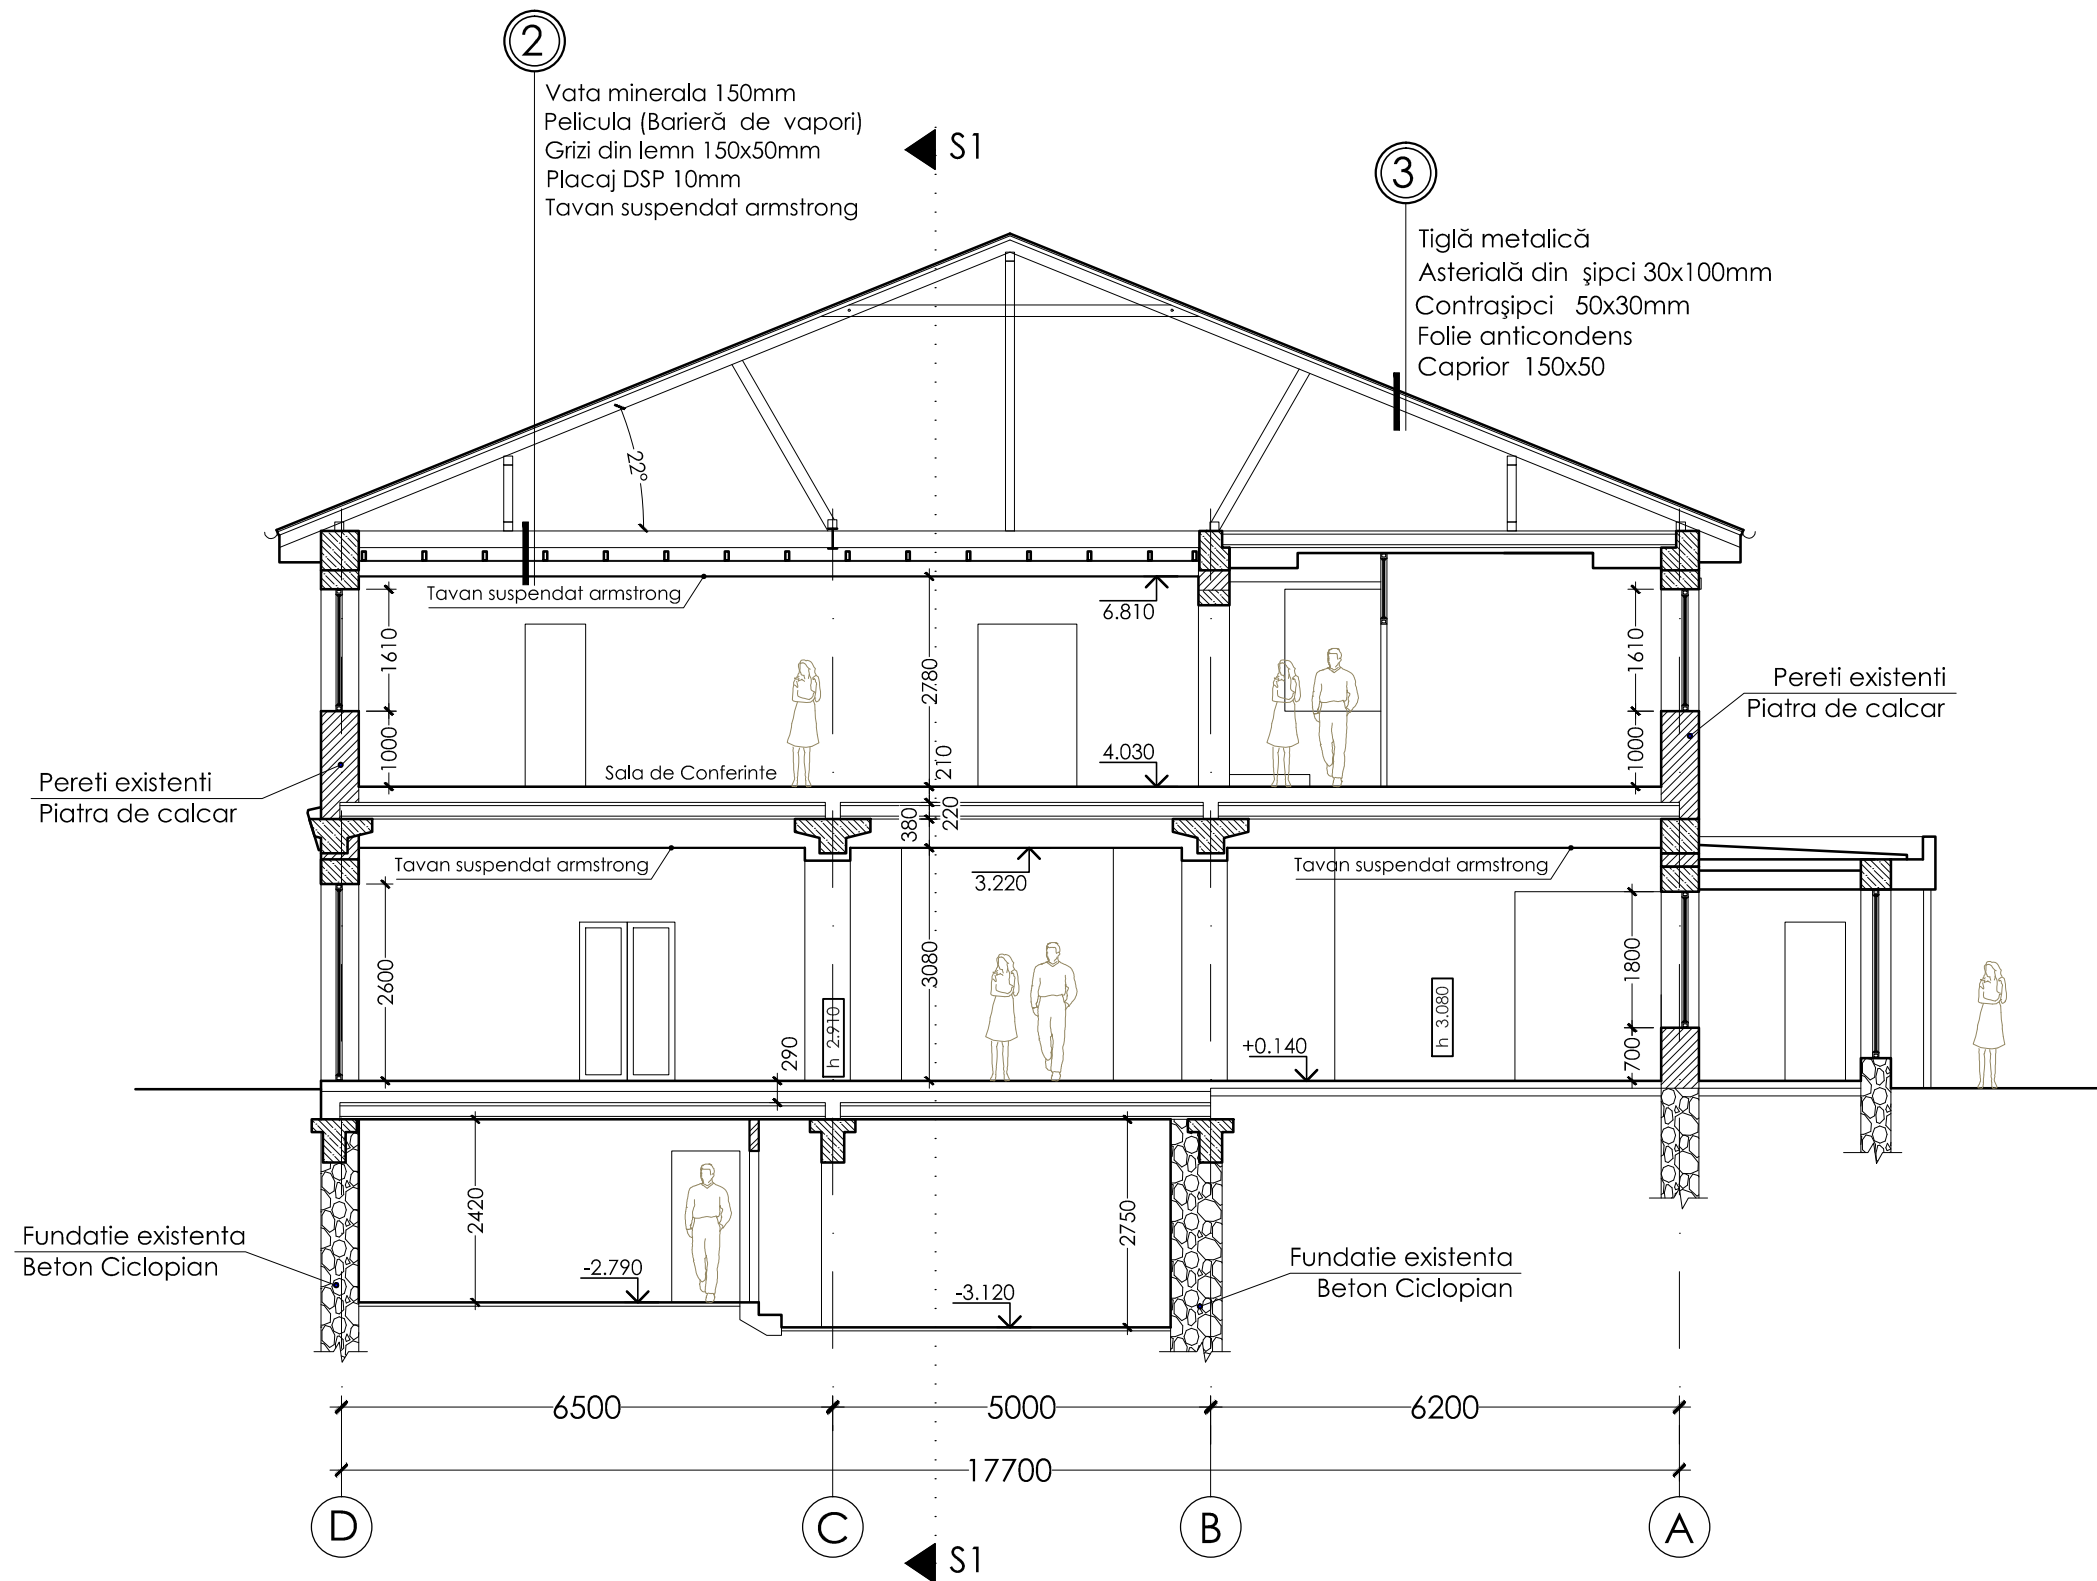 2
Vata minerala 150mm
Pelicula (Barieră de vapori)
Grizi din lemn 150x50mm
Placaj DSP 10mm
Tavan suspendat armstrong
S1
3
Tiglă metalică
Asterială din şipci 30x100mm
Contraşipci 50x30mm
Folie anticondens
Caprior 150x50
22°
Tavan suspendat armstrong
6.810
1610
2780
1610
Pereti existenti
Piatra de calcar
1000
Sala de Conferinte
210
4.030
1000
Pereti existenti
Piatra de calcar
380
220
Tavan suspendat armstrong
3.220
Tavan suspendat armstrong
2600
3080
1800
h 2.910
h 3.080
290
+0.140
700
2420
2750
Fundatie existenta
Beton Ciclopian
-2.790
-3.120
Fundatie existenta
Beton Ciclopian
6500
5000
6200
17700
D
C
B
A
S1